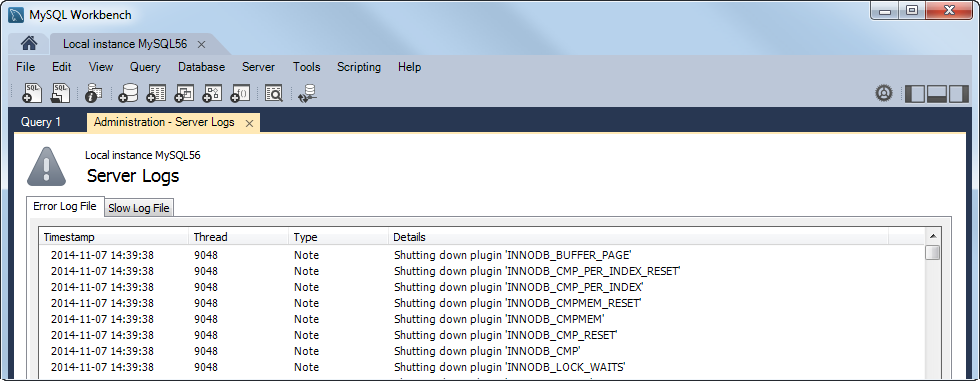 MySQL Workbench
Local instance MySQL56
File Edit View Query Database Server Tools Scripting Help
SQL SQL
Query 1 Administration - Server Logs
Local instance MySQL56
Server Logs
Error Log File Slow Log File
Timestamp Thread Type Details
2014-11-07 14:39:38 9048 Note Shutting down plugin 'INNODB_BUFFER_PAGE'
2014-11-07 14:39:38 9048 Note Shutting down plugin 'INNODB_CMP_PER_INDEX_RESET'
2014-11-07 14:39:38 9048 Note Shutting down plugin 'INNODB_CMP_PER_INDEX'
2014-11-07 14:39:38 9048 Note Shutting down plugin 'INNODB_CMPMEM_RESET'
2014-11-07 14:39:38 9048 Note Shutting down plugin 'INNODB_CMPMEM'
2014-11-07 14:39:38 9048 Note Shutting down plugin 'INNODB_CMP_RESET'
2014-11-07 14:39:38 9048 Note Shutting down plugin 'INNODB_CMP'
2014-11-07 14:39:38 9048 Note Shutting down plugin 'INNODB_LOCK_WAITS'